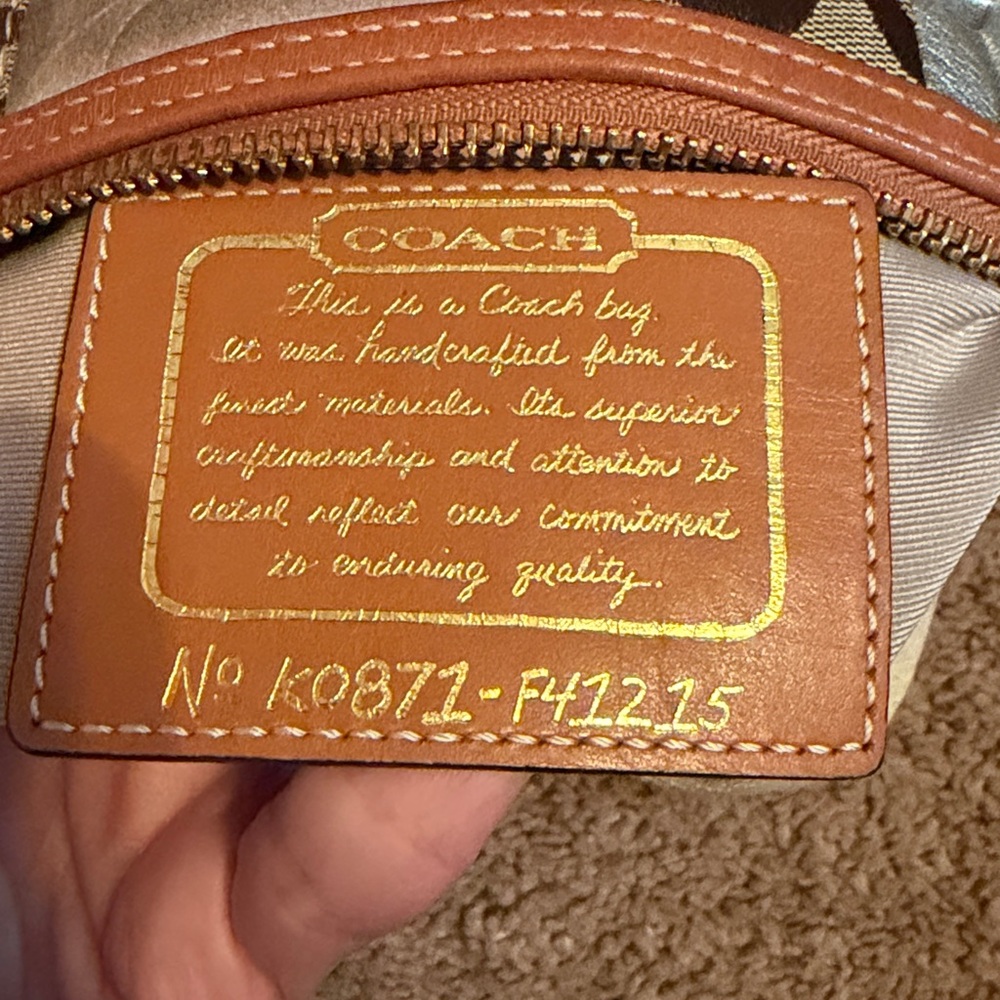 COACH
This is a Coach bag.
It was handcrafted from the
finest materials. Its superior
craftsmanship and attention to
detail reflect our commitment
to enduring quality.
Nº K0871-F41215